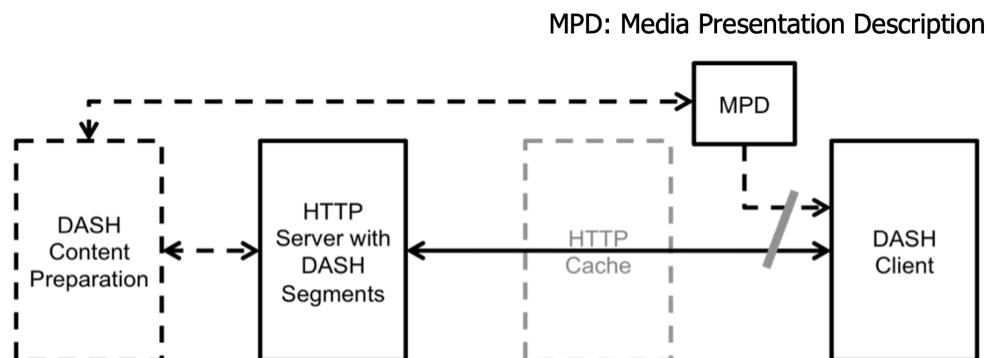 MPD: Media Presentation Description
MPD
DASH
Content
Preparation
HTTP
Server with
DASH
Segments
HTTP
Cache
DASH
Client